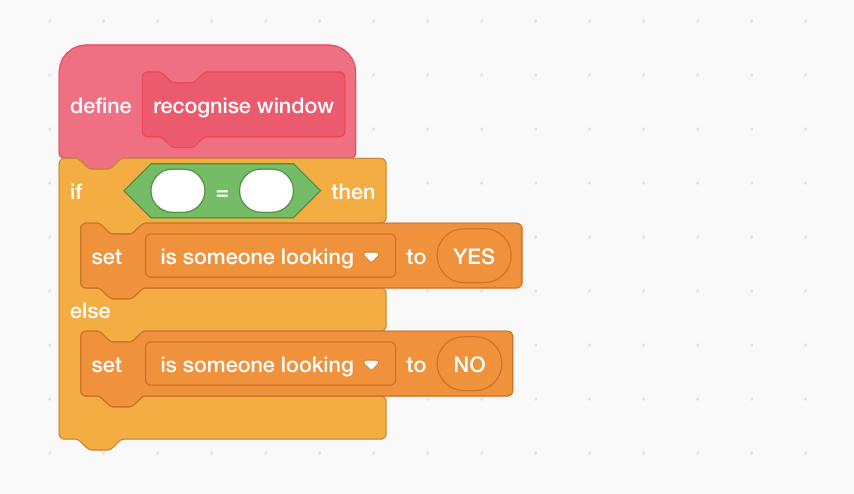 define recognise window
if = then
set is someone looking to YES
else
set is someone looking to NO